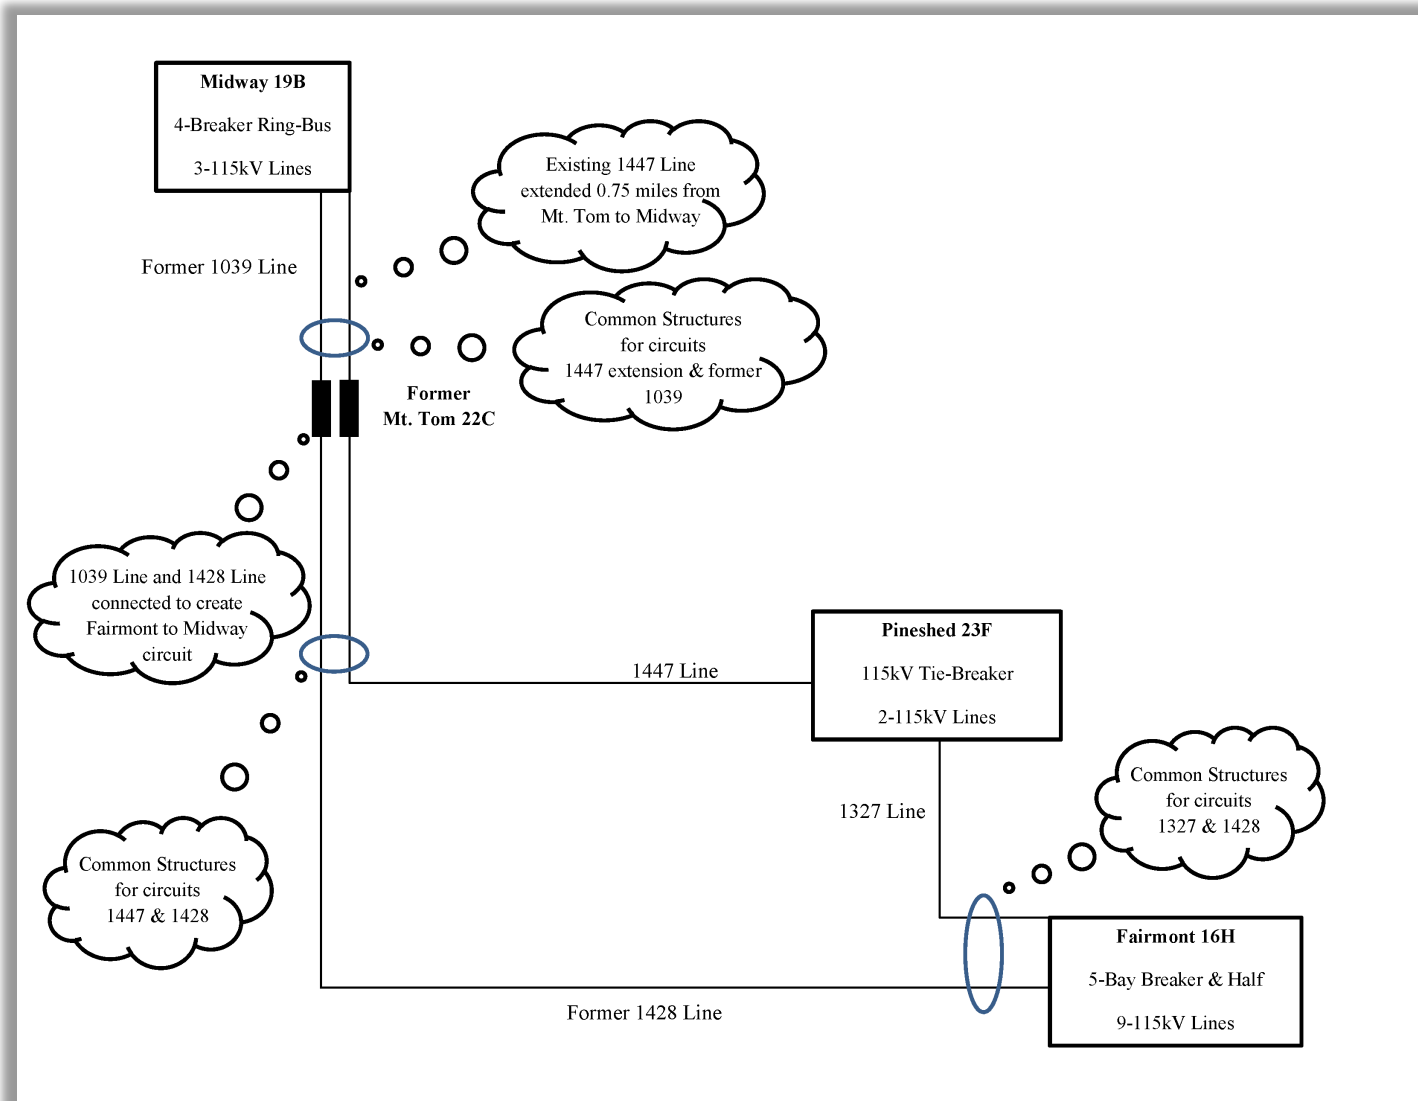 Midway 19B
4-Breaker Ring-Bus
3-115kV Lines
Existing 1447 Line
extended 0.75 miles from
Mt. Tom to Midway
Former 1039 Line
Common Structures
for circuits
1447 extension & former
1039
Former
Mt. Tom 22C
1039 Line and 1428 Line
connected to create
Fairmont to Midway
circuit
Pineshed 23F
115kV Tie-Breaker
2-115kV Lines
1447 Line
1327 Line
Common Structures
for circuits
1327 & 1428
Common Structures
for circuits
1447 & 1428
Fairmont 16H
5-Bay Breaker & Half
9-115kV Lines
Former 1428 Line